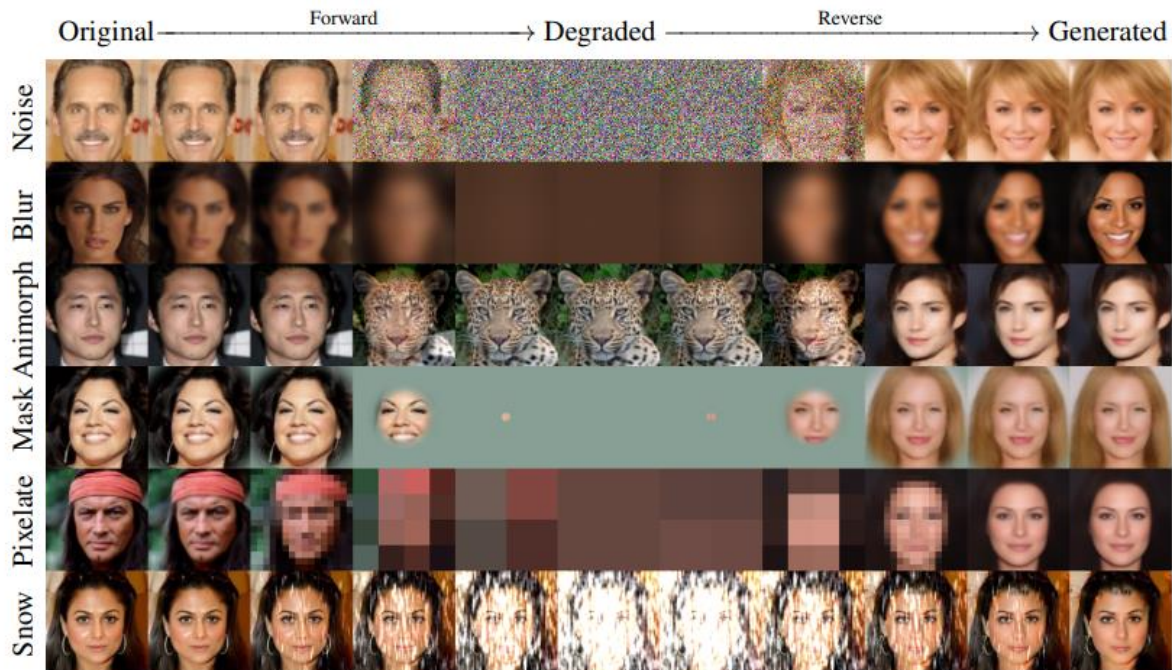 Original Forward Degraded Reverse Generated
Noise
Blur
Animorph
Mask
Pixelate
Snow